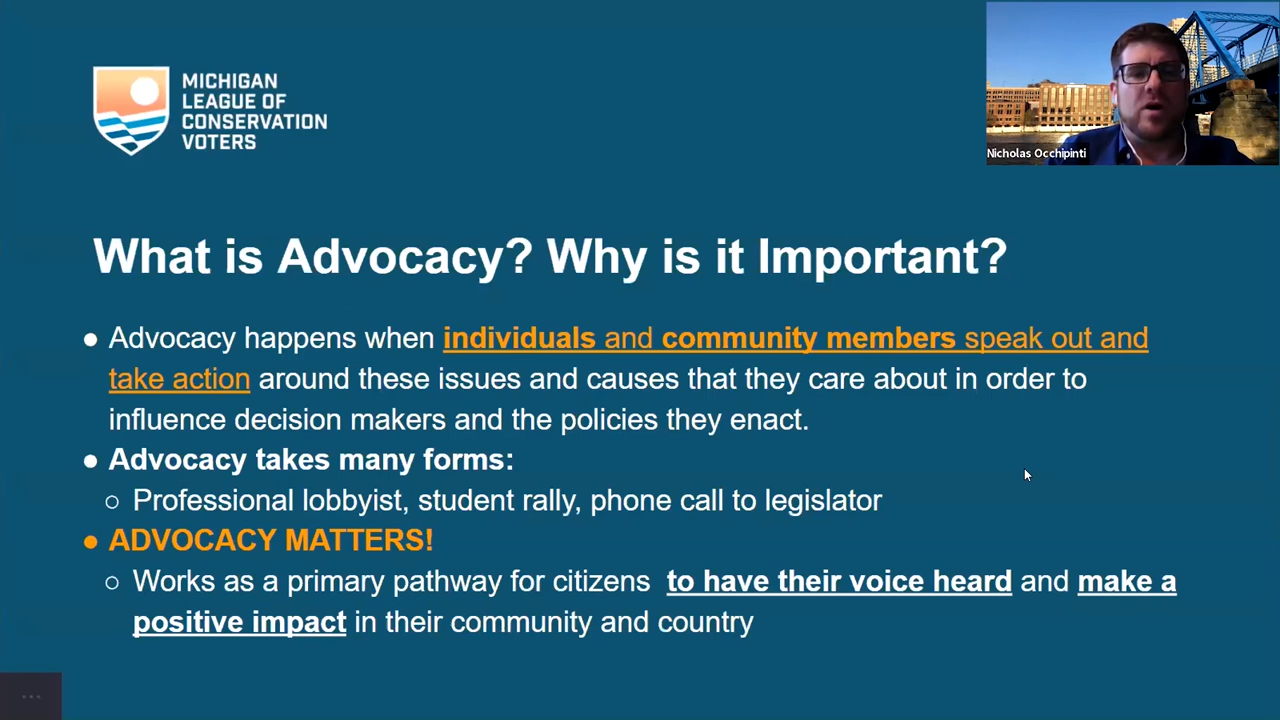 MICHIGAN
LEAGUE OF
CONSERVATION
VOTERS
Nicholas Occhipinti
What is Advocacy? Why is it Important?
● Advocacy happens when individuals and community members speak out and
take action around these issues and causes that they care about in order to
influence decision makers and the policies they enact.
● Advocacy takes many forms:
○ Professional lobbyist, student rally, phone call to legislator
● ADVOCACY MATTERS!
○ Works as a primary pathway for citizens to have their voice heard and make a
positive impact in their community and country